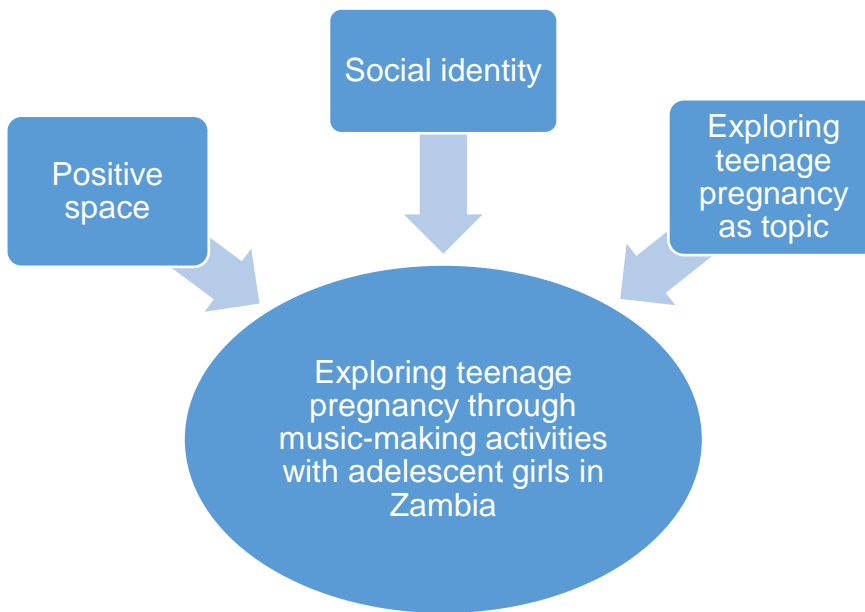 Social identity
Positive
space
Exploring
teenage
pregnancy
as topic
Exploring teenage
pregnancy through
music-making activities
with adelescent girls in
Zambia